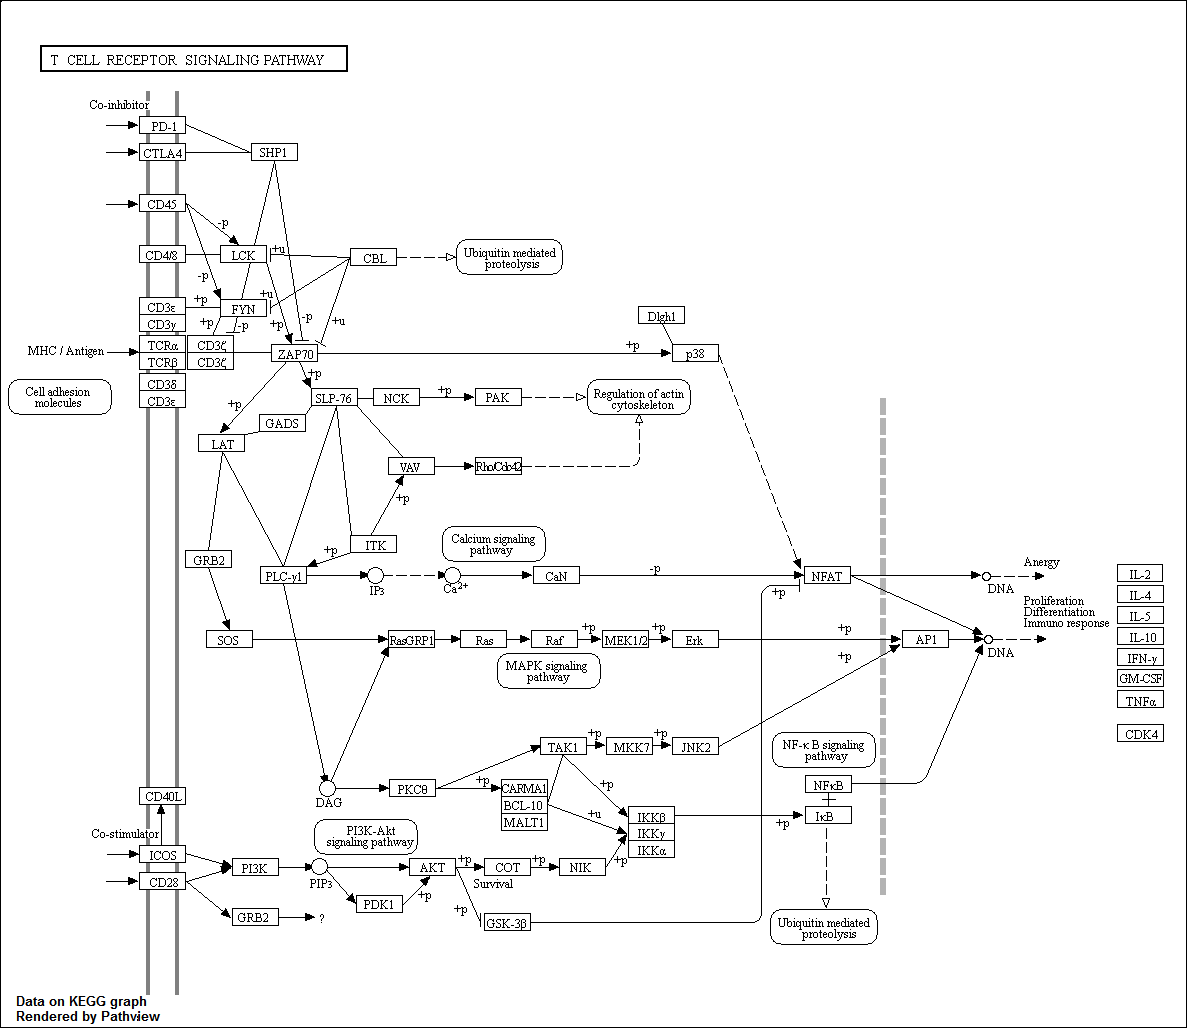 T CELL RECEPTOR SIGNALING PATHWAY
Co-inhibitor
PD-1
CTLA4
SHP1
CD45
-p
CD4/8
LCK
+u
CBL
Ubiquitin mediated
proteolysis
-p
CD3ε
+p
FYN
+u
CD3γ
+p
-p
+p
-p
+u
Dlgh1
MHC / Antigen
TCRα
CD3ζ
TCRβ
CD3ζ
ZAP70
+p
p38
+p
Cell adhesion
molecules
CD3δ
CD3ε
+p
SLP-76
NCK
+p
PAK
Regulation of actin
cytoskeleton
GADS
LAT
VAV
Rho/Cdc42
+p
GRB2
ITK
+p
Calcium signaling
pathway
PLC-γ1
IP3
Ca2+
CaN
-p
NFAT
+p
DNA
Anergy
SOS
RasGRP1
Ras
Raf
+p
MEK1/2
+p
Erk
+p
AP1
DNA
Proliferation
Differentiation
Immuno response
MAPK signaling
pathway
+p
IL-2
IL-4
IL-5
IL-10
IFN-γ
GM-CSF
TNFα
CDK4
TAK1
+p
MKK7
+p
JNK2
NF-κ B signaling
pathway
DAG
PKCθ
+p
CARMA1
BCL-10
MALT1
+p
+u
IKKβ
IKKγ
IKKα
+p
NFκB
IκB
CD40L
Co-stimulator
ICOS
CD28
PI3K-Akt
signaling pathway
PI3K
PIP3
AKT
+p
COT
+p
NIK
+p
Survival
PDK1
+p
+p
GSK-3β
GRB2
?
Ubiquitin mediated
proteolysis
Data on KEGG graph
Rendered by Pathview